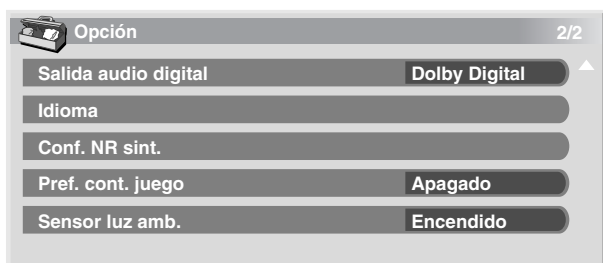 Opción 2/2
Salida audio digital Dolby Digital
Idioma
Conf. NR sint.
Pref. cont. juego Apagado
Sensor luz amb. Encendido